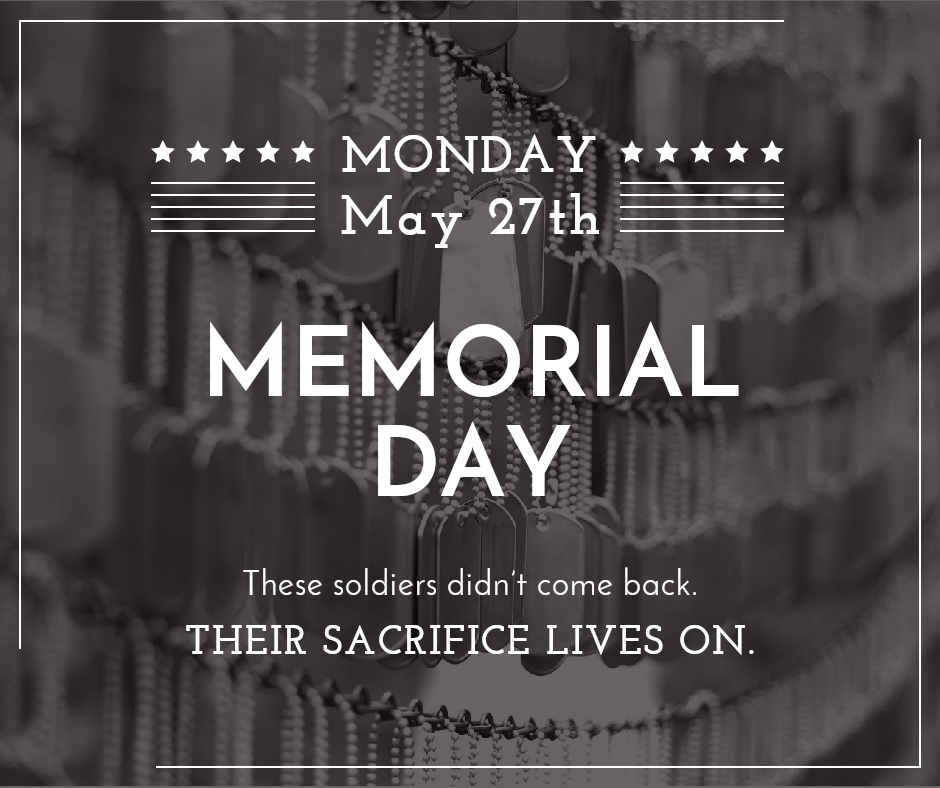 MONDAY
May 27th
MEMORIAL
DAY
These soldiers didn't come back.
THEIR SACRIFICE LIVES ON.